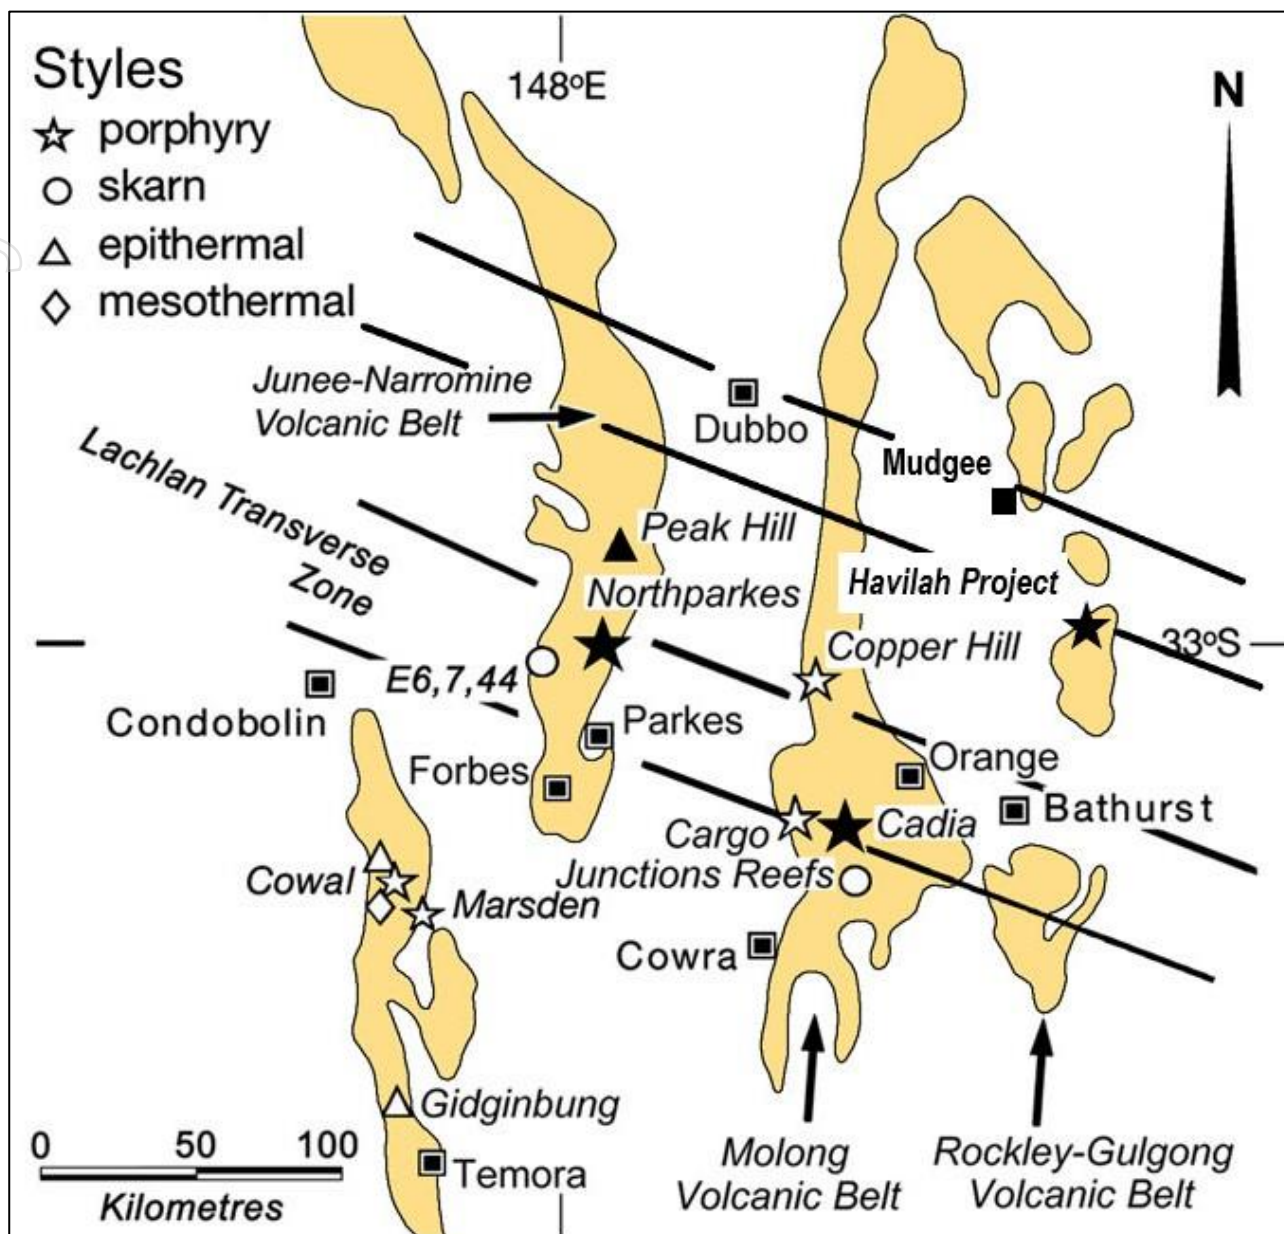 Styles
porphyry
skarn
epithermal
mesothermal
148ºE
N
Junee-Narromine
Volcanic Belt
Dubbo
Mudgee
Lachlan Transverse
Zone
Peak Hill
Northparkes
Havilah Project
Copper Hill
33ºS
E6,7,44
Condobolin
Parkes
Forbes
Orange
Bathurst
Cargo
Cadia
Junctions Reefs
Cowal
Marsden
Cowra
Gidginbung
Temora
Molong
Volcanic Belt
Rockley-Gulgong
Volcanic Belt
0 50 100
Kilometres